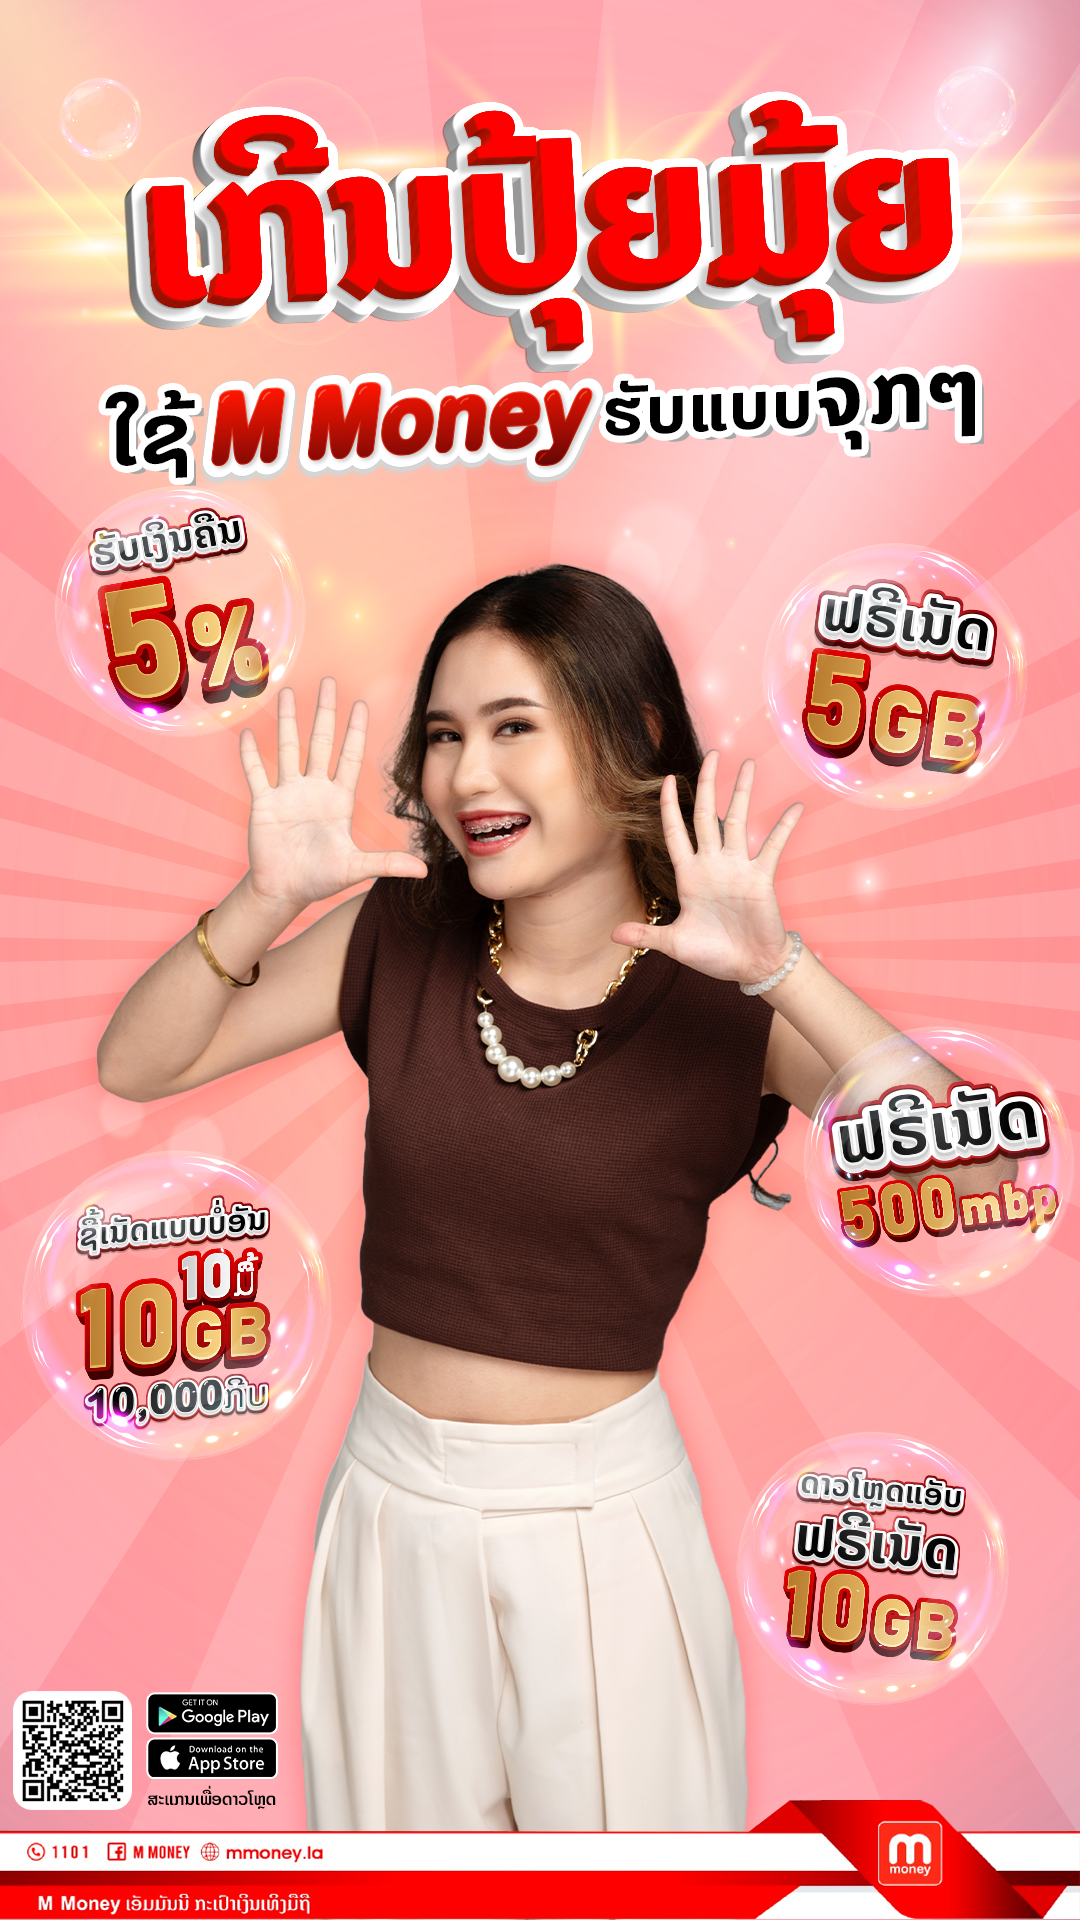 ເກີນປຸ້ຍມຸ້ຍ
ໃຊ້ M Money ຮັບແບບຈຸກໆ
ຮັບເງິນຄືນ
5%
ຟຣີເນັດ
5GB
ຟຣີເນັດ
500mbp
ຊື້ເນັດແບບບໍ່ອັ້ນ
10ມື້
10GB
10,000ກີບ
ດາວໂຫຼດແອັບ
ຟຣີເນັດ
10GB
GET IT ON
Google Play
Download on the
App Store
ສະແກນເພື່ອດາວໂຫຼດ
1101 M MONEY mmoney.la
m
money
M Money ເອັມມັນນີ ກະເປົາເງິນເທິງມືຖື